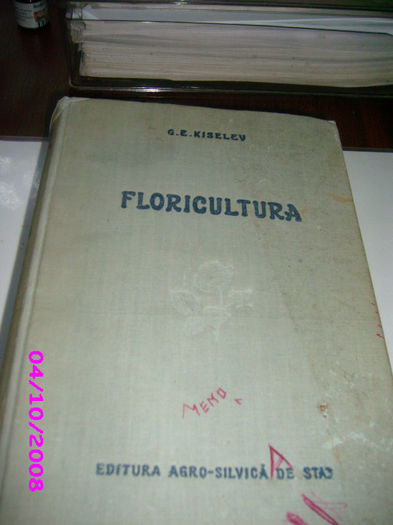 G. E. KISELEV
FLORICULTURA
MEMO
EDITURA AGRO-SILVICĂ DE STAT
04/10/2008